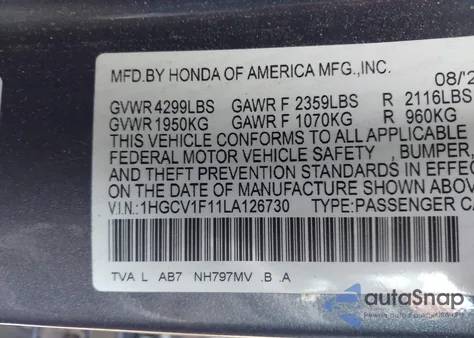 MFD.BY HONDA OF AMERICA MFG.,INC. 08/'2
GVWR 4299LBS GAWR F 2359LBS R 2116LBS
GVWR 1950KG GAWR F 1070KG R 960KG
THIS VEHICLE CONFORMS TO ALL APPLICABLE
FEDERAL MOTOR VEHICLE SAFETY , BUMPER,
AND THEFT PREVENTION STANDARDS IN EFFE
ON THE DATE OF MANUFACTURE SHOWN ABOV
V.I.N.:1HGCV1F11LA126730 TYPE:PASSENGER CA
TVA L AB7 NH797MV .B .A
autoSnap